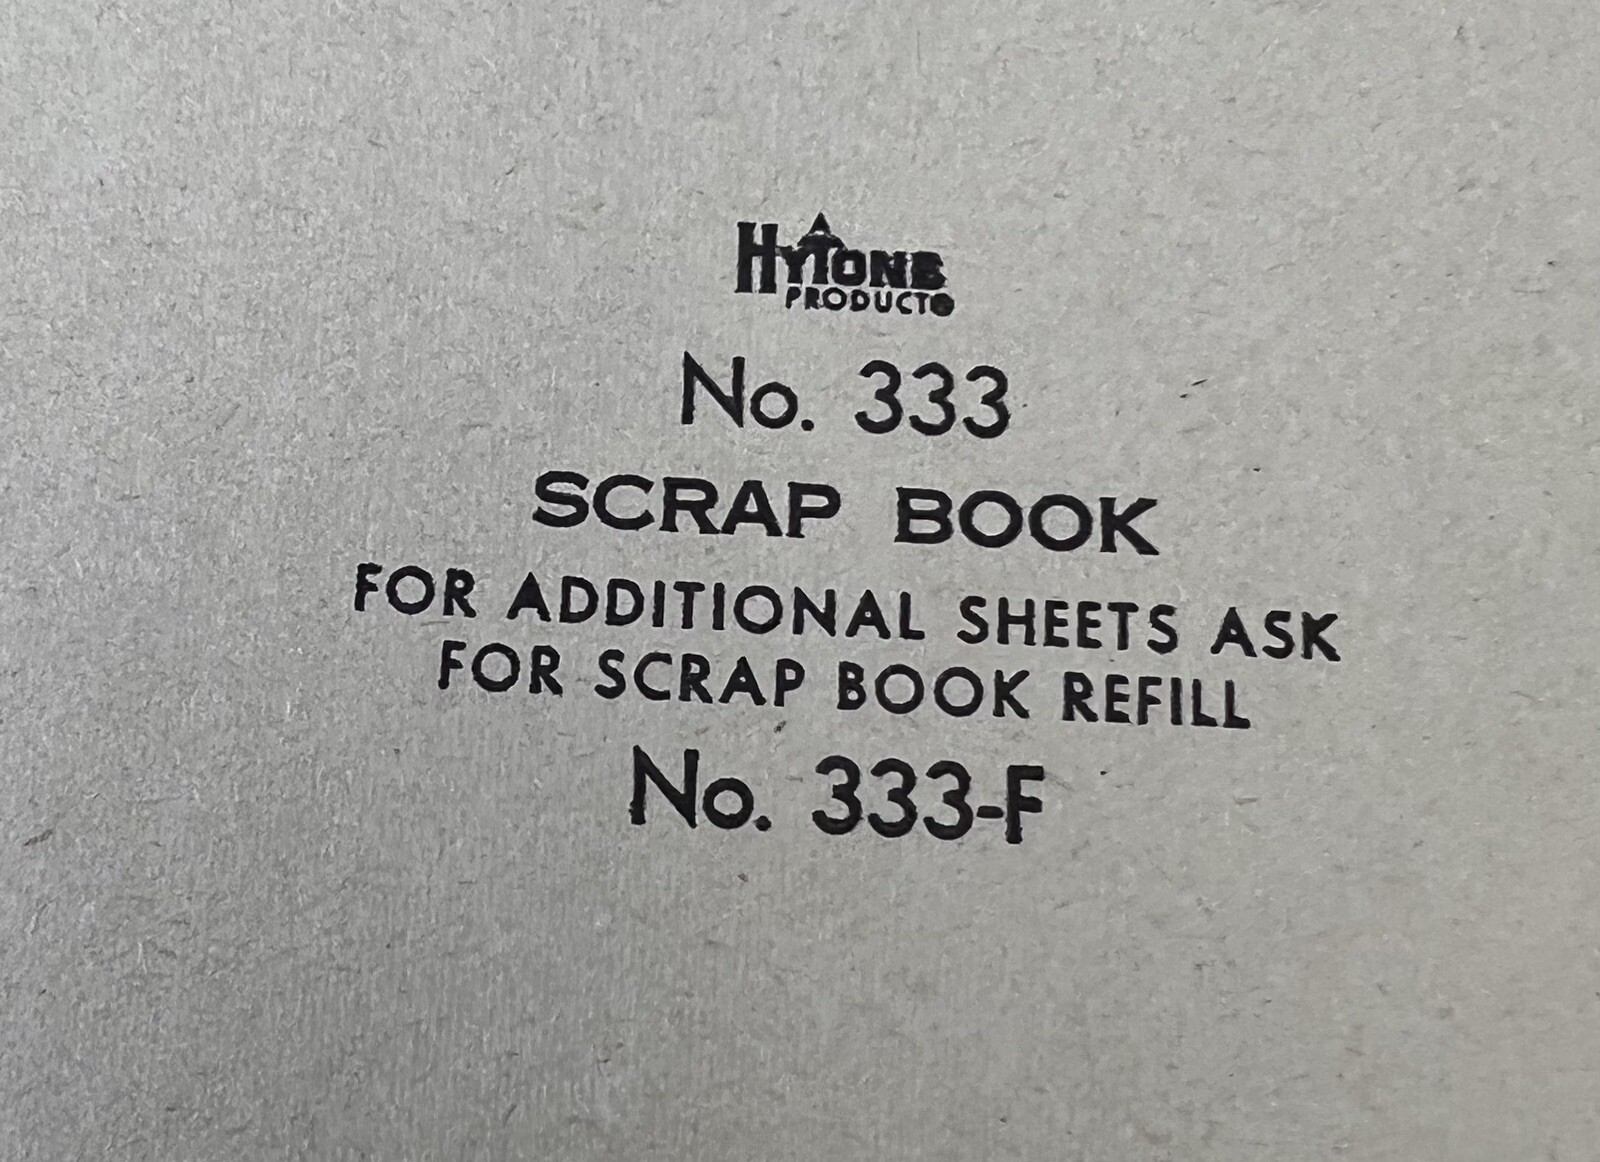 HYTONE
PRODUCTS
No. 333
SCRAP BOOK
FOR ADDITIONAL SHEETS ASK
FOR SCRAP BOOK REFILL
No. 333-F